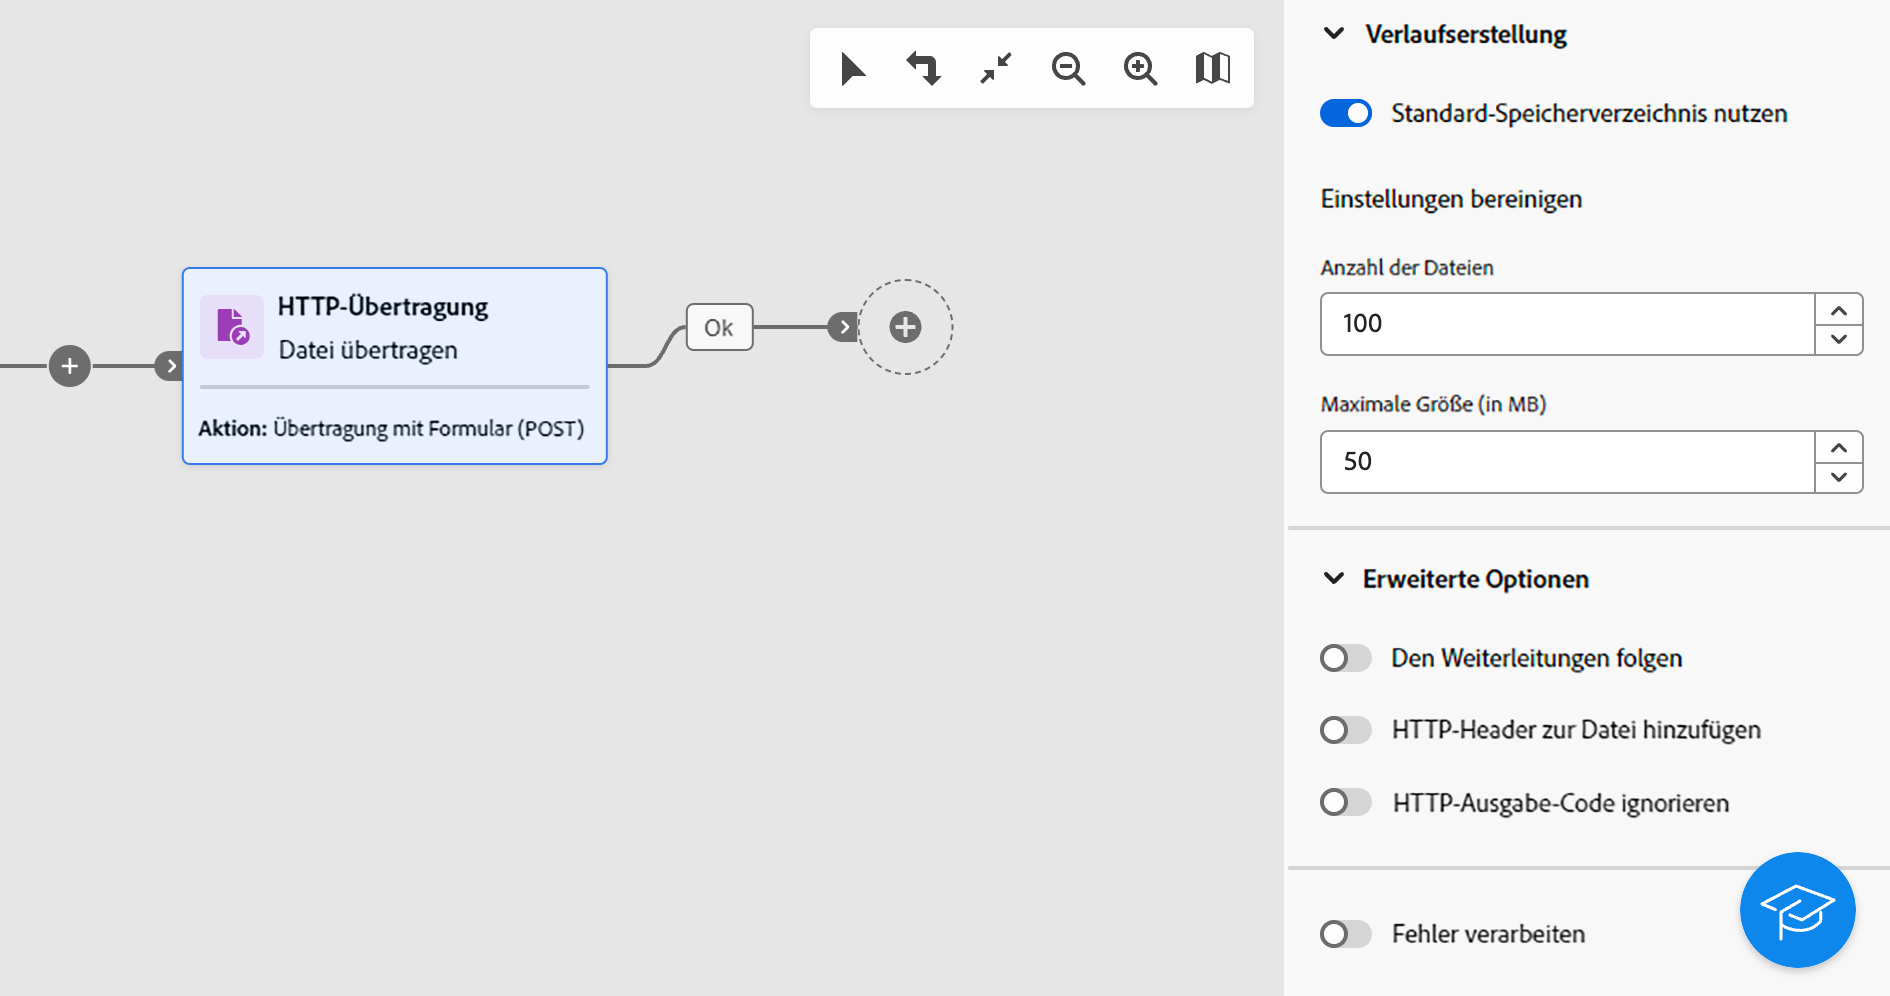 HTTP-Übertragung
Datei übertragen
Aktion: Übertragung mit Formular (POST)
Ok
Verlaufserstellung
Standard-Speicherverzeichnis nutzen
Einstellungen bereinigen
Anzahl der Dateien
100
Maximale Größe (in MB)
50
Erweiterte Optionen
Den Weiterleitungen folgen
HTTP-Header zur Datei hinzufügen
HTTP-Ausgabe-Code ignorieren
Fehler verarbeiten